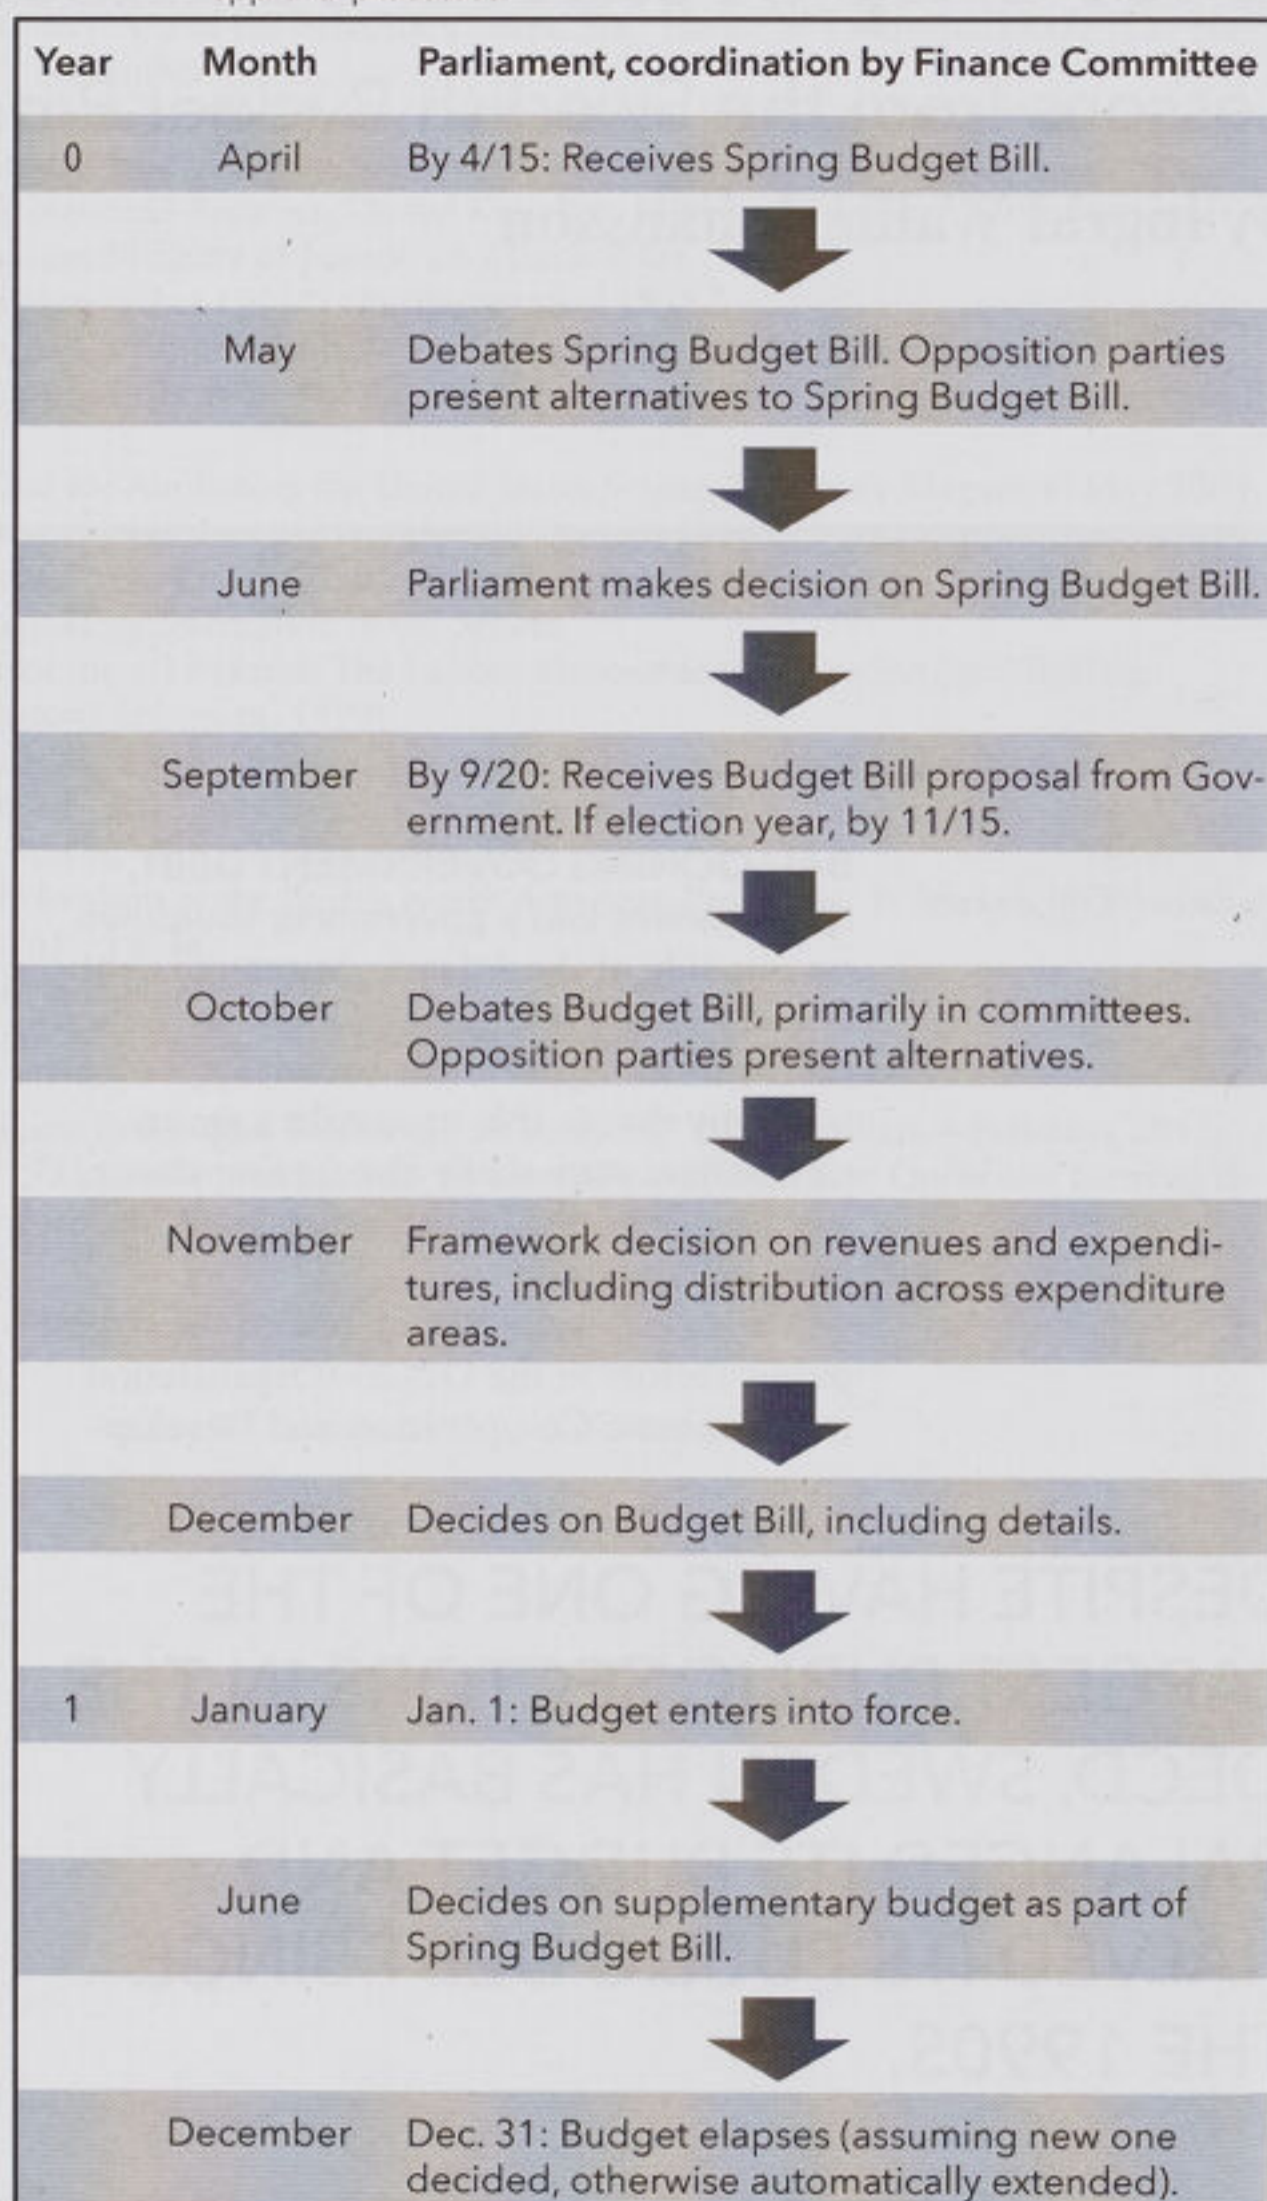 Year Month Parliament, coordination by Finance Committee
0 April By 4/15: Receives Spring Budget Bill.
May Debates Spring Budget Bill. Opposition parties
present alternatives to Spring Budget Bill.
June Parliament makes decision on Spring Budget Bill.
September By 9/20: Receives Budget Bill proposal from Gov-
ernment. If election year, by 11/15.
October Debates Budget Bill, primarily in committees.
Opposition parties present alternatives.
November Framework decision on revenues and expendi-
tures, including distribution across expenditure
areas.
December Decides on Budget Bill, including details.
1 January Jan. 1: Budget enters into force.
June Decides on supplementary budget as part of
Spring Budget Bill.
December Dec. 31: Budget elapses (assuming new one
decided, otherwise automatically extended).